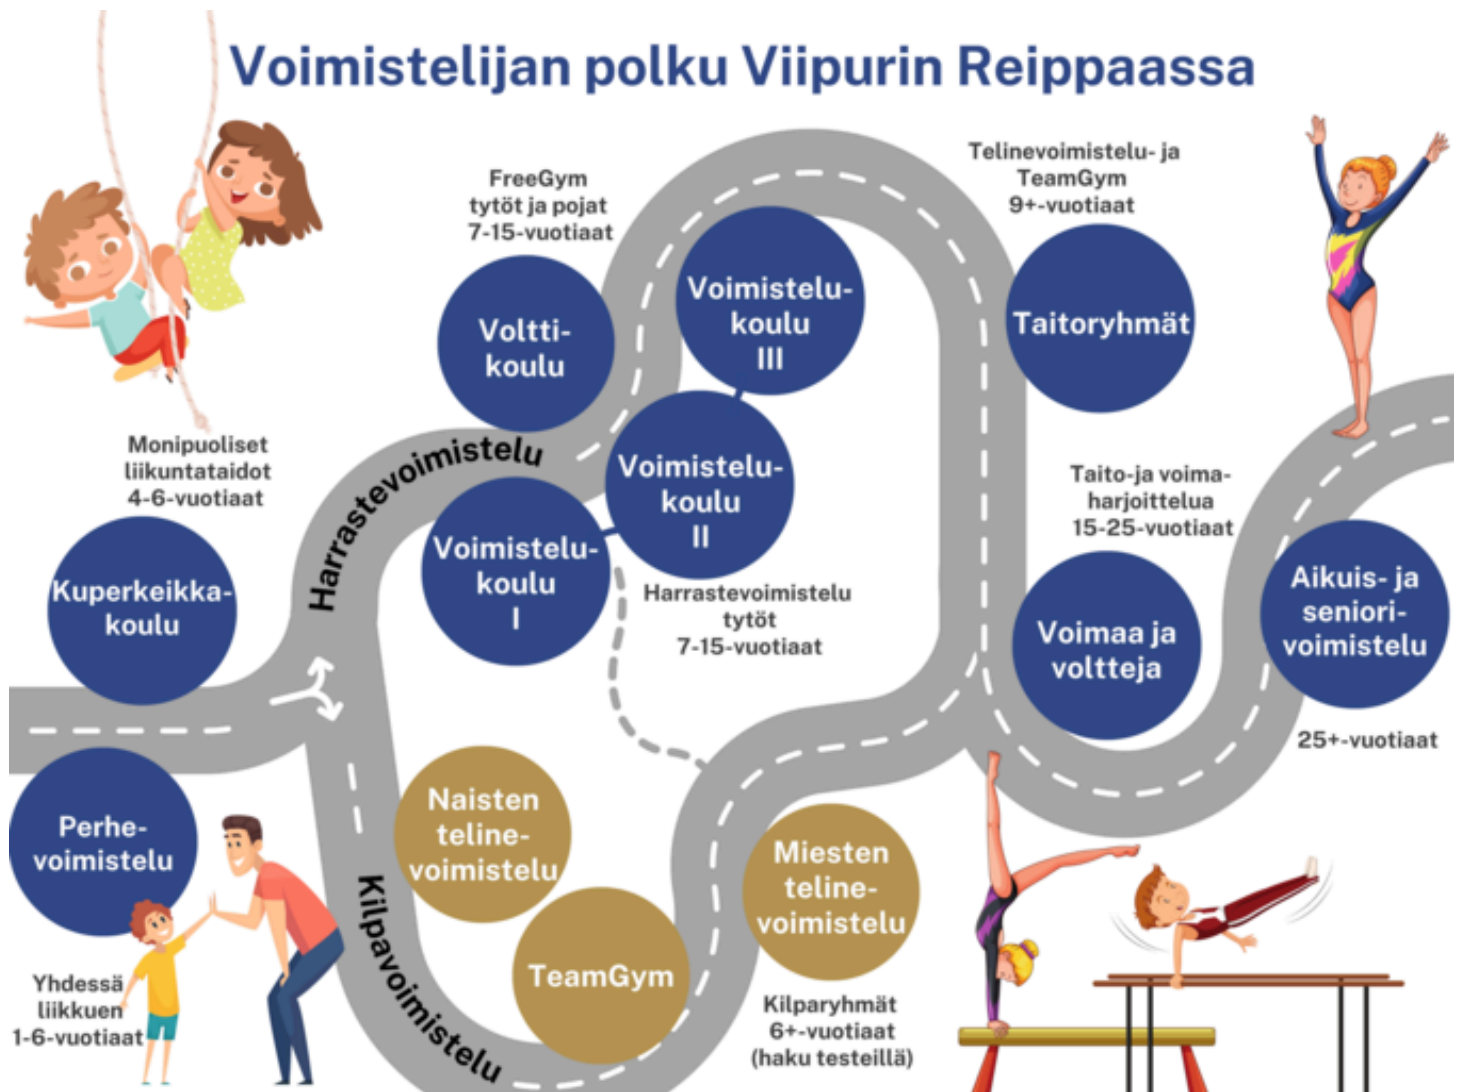 Voimistelijan polku Viipurin Reippaassa
Monipuoliset
liikuntataidot
4-6-vuotiaat
Kuperkeikka-
koulu
Perhe-
voimistelu
Yhdessä
liikkuen
1-6-vuotiaat
Harrastevoimistelu
FreeGym
tytöt ja pojat
7-15-vuotiaat
Voltti-
koulu
Voimistelu-
koulu
I
Voimistelu-
koulu
II
Voimistelu-
koulu
III
Harrastevoimistelu
tytöt
7-15-vuotiaat
Kilpavoimistelu
Naisten
teline-
voimistelu
TeamGym
Miesten
teline-
voimistelu
Kilparyhmät
6+-vuotiaat
(haku testeillä)
Telinevoimistelu- ja
TeamGym
9+-vuotiaat
Taitoryhmät
Taito-ja voima-
harjoittelua
15-25-vuotiaat
Voimaa ja
voltteja
Aikuis- ja
seniori-
voimistelu
25+-vuotiaat